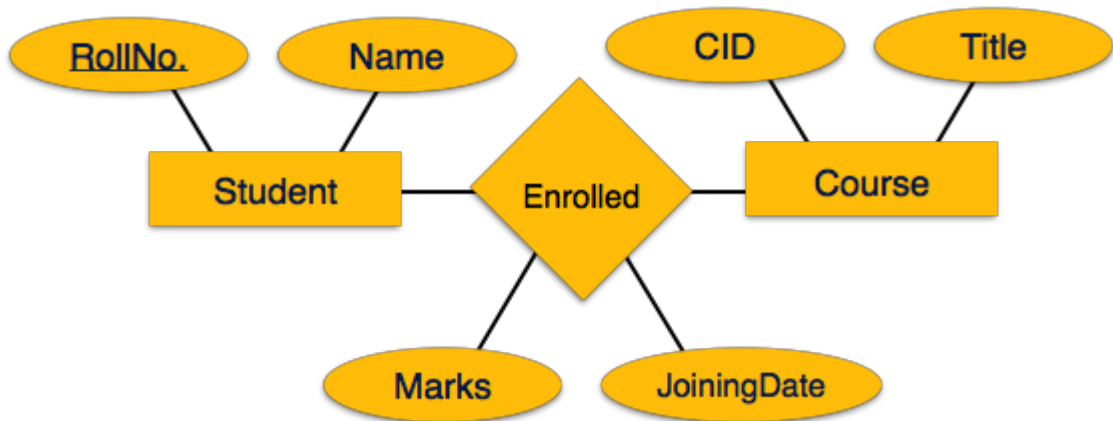 RollNo.
Name
CID
Title
Student
Enrolled
Course
Marks
JoiningDate